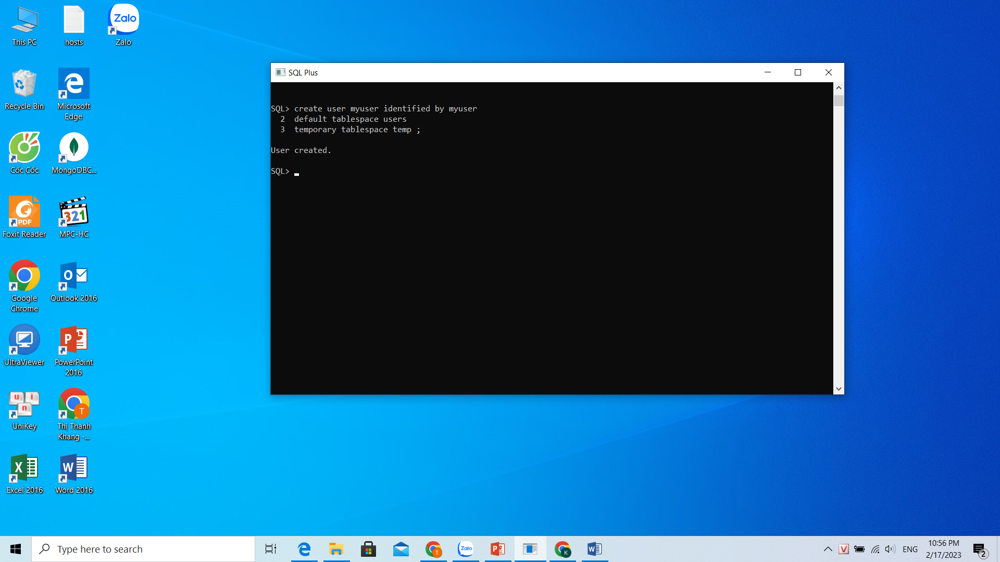 This PC
hosts
Zalo
Zalo
Recycle Bin
Microsoft
Edge
Cốc Cốc
MongoDBC...
PDF
Foxit Reader
321
MPC-HC
Google
Chrome
Outlook 2016
UltraViewer
PowerPoint
2016
u i
n
UniKey
T
Thị Thanh
Khang -...
Excel 2016
Word 2016
SQL Plus
SQL> create user myuser identified by myuser
2 default tablespace users
3 temporary tablespace temp ;
User created.
SQL>
Type here to search
T
Zalo
K
ENG
10:56 PM
2/17/2023
2